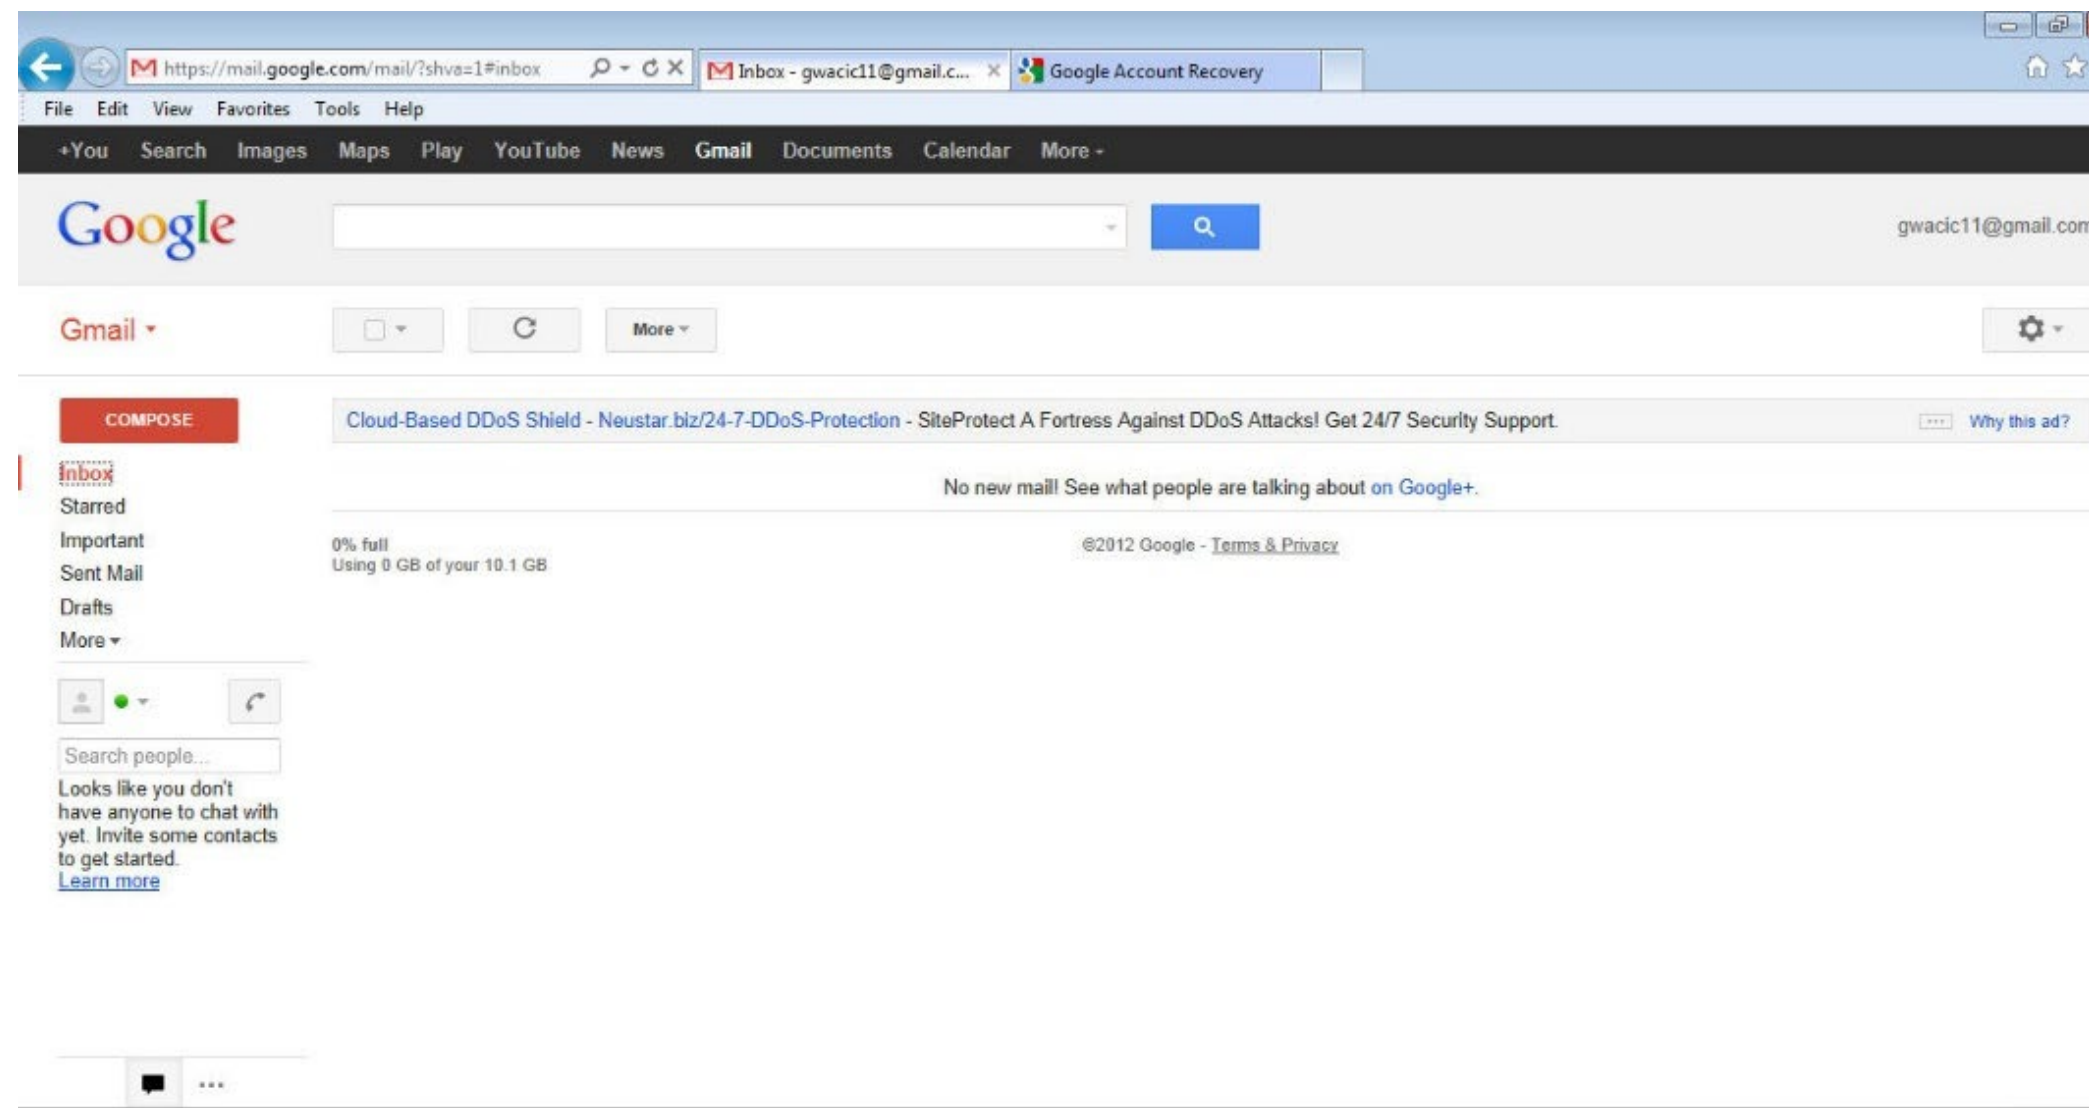 https://mail.google.com/mail/?shva=1#inbox
Inbox - gwacic11@gmail.c...
Google Account Recovery
File Edit View Favorites Tools Help
+You Search Images Maps Play YouTube News Gmail Documents Calendar More
Google
gwacic11@gmail.com
Gmail
More
COMPOSE
Cloud-Based DDoS Shield - Neustar.biz/24-7-DDoS-Protection - SiteProtect A Fortress Against DDoS Attacks! Get 24/7 Security Support.
Why this ad?
Inbox
Starred
Important
Sent Mail
Drafts
More
No new mail! See what people are talking about on Google+.
0% full
Using 0 GB of your 10.1 GB
©2012 Google - Terms & Privacy
Search people...
Looks like you don't
have anyone to chat with
yet. Invite some contacts
to get started.
Learn more